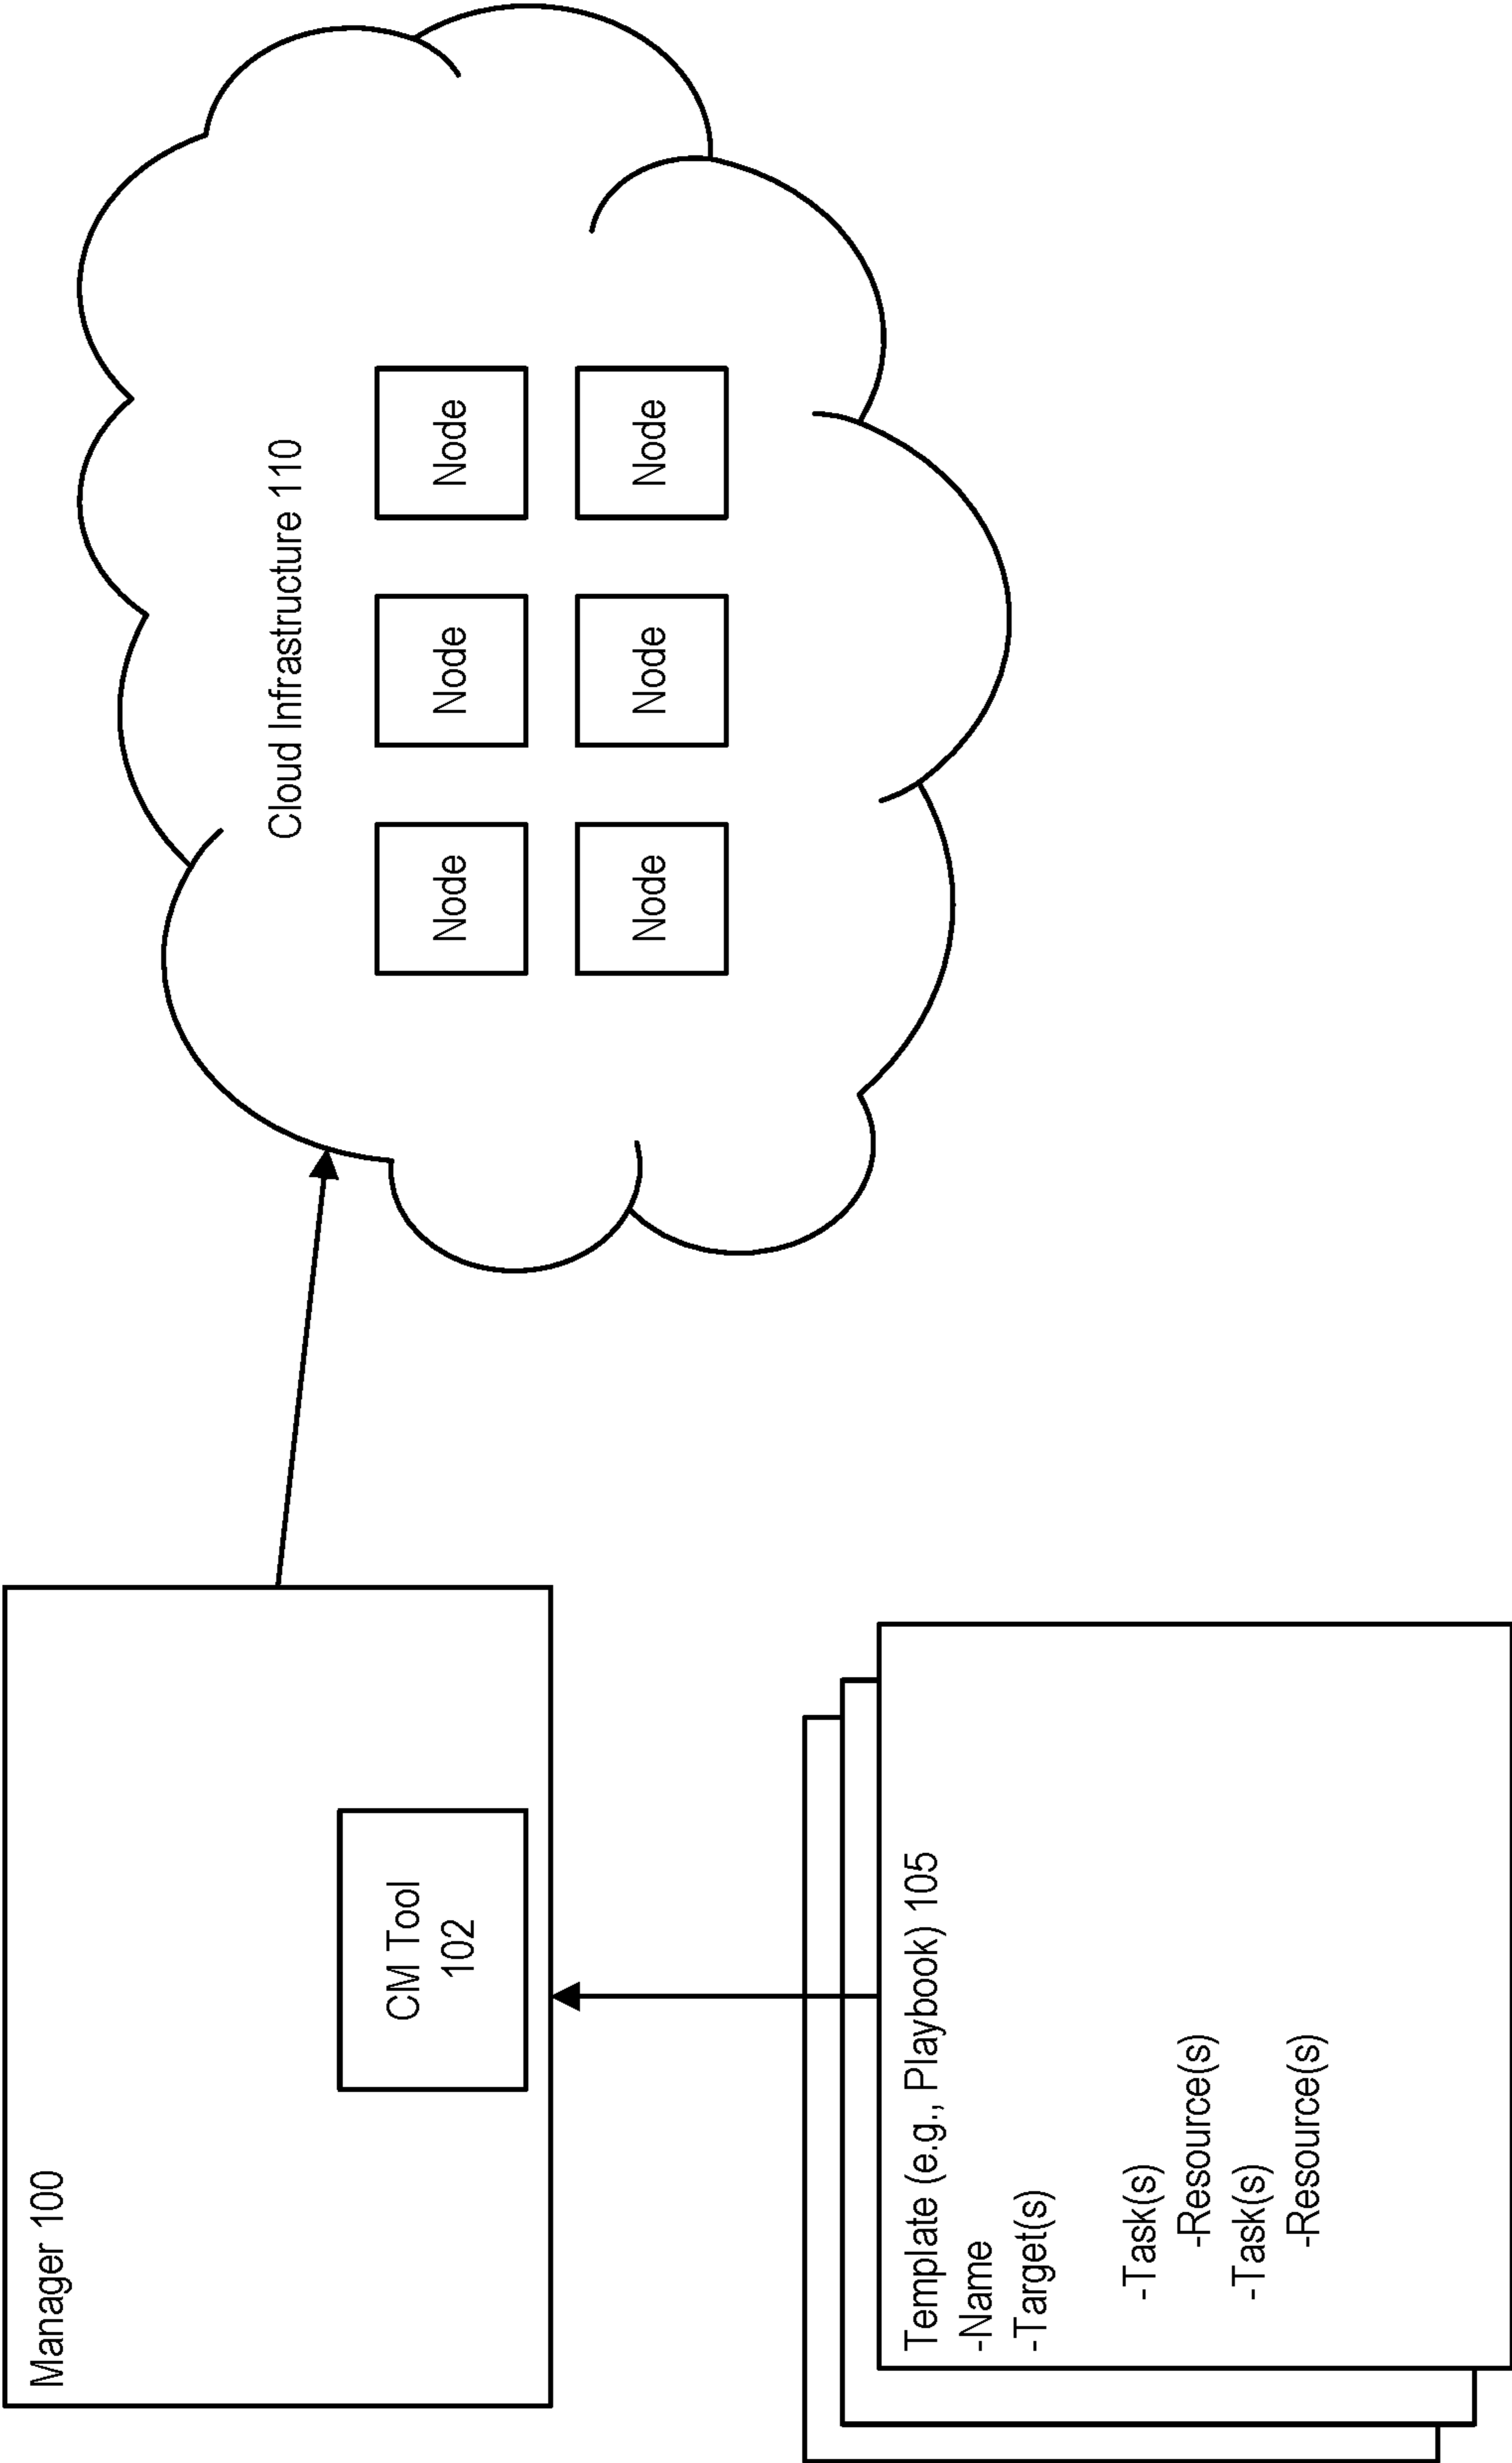 Manager 100
CM Tool
102
Cloud Infrastructure 110
Node
Node
Node
Node
Node
Node
Template (e.g., Playbook) 105
-Name
-Target(s)
-Task(s)
-Resource(s)
-Task(s)
-Resource(s)